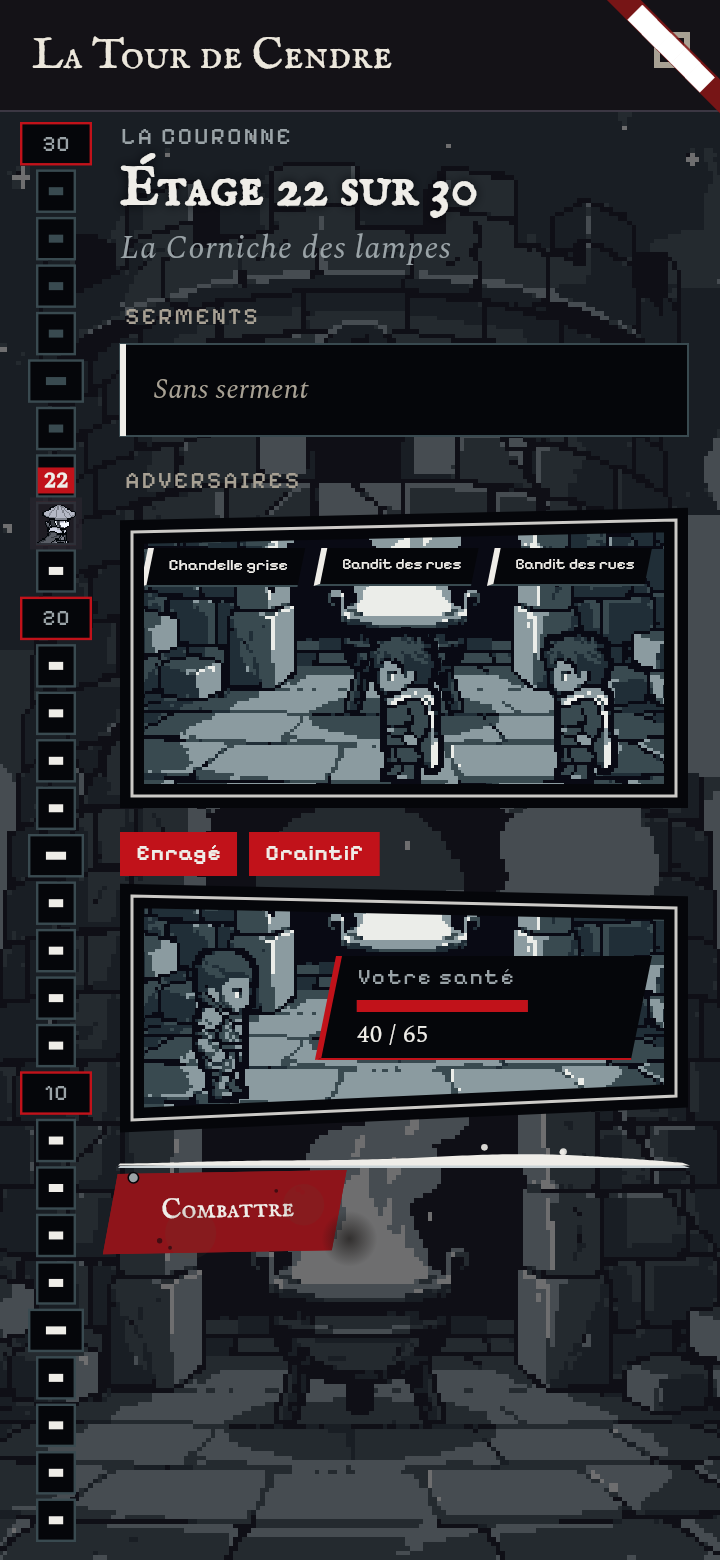 La Tour de Cendre
30
LA COURONNE
Étage 22 sur 30
La Corniche des lampes
SERMENTS
Sans serment
22
ADVERSAIRES
Chandelle grise
Bandit des rues
Bandit des rues
20
Enragé
Craintif
Votre santé
40 / 65
10
Combattre